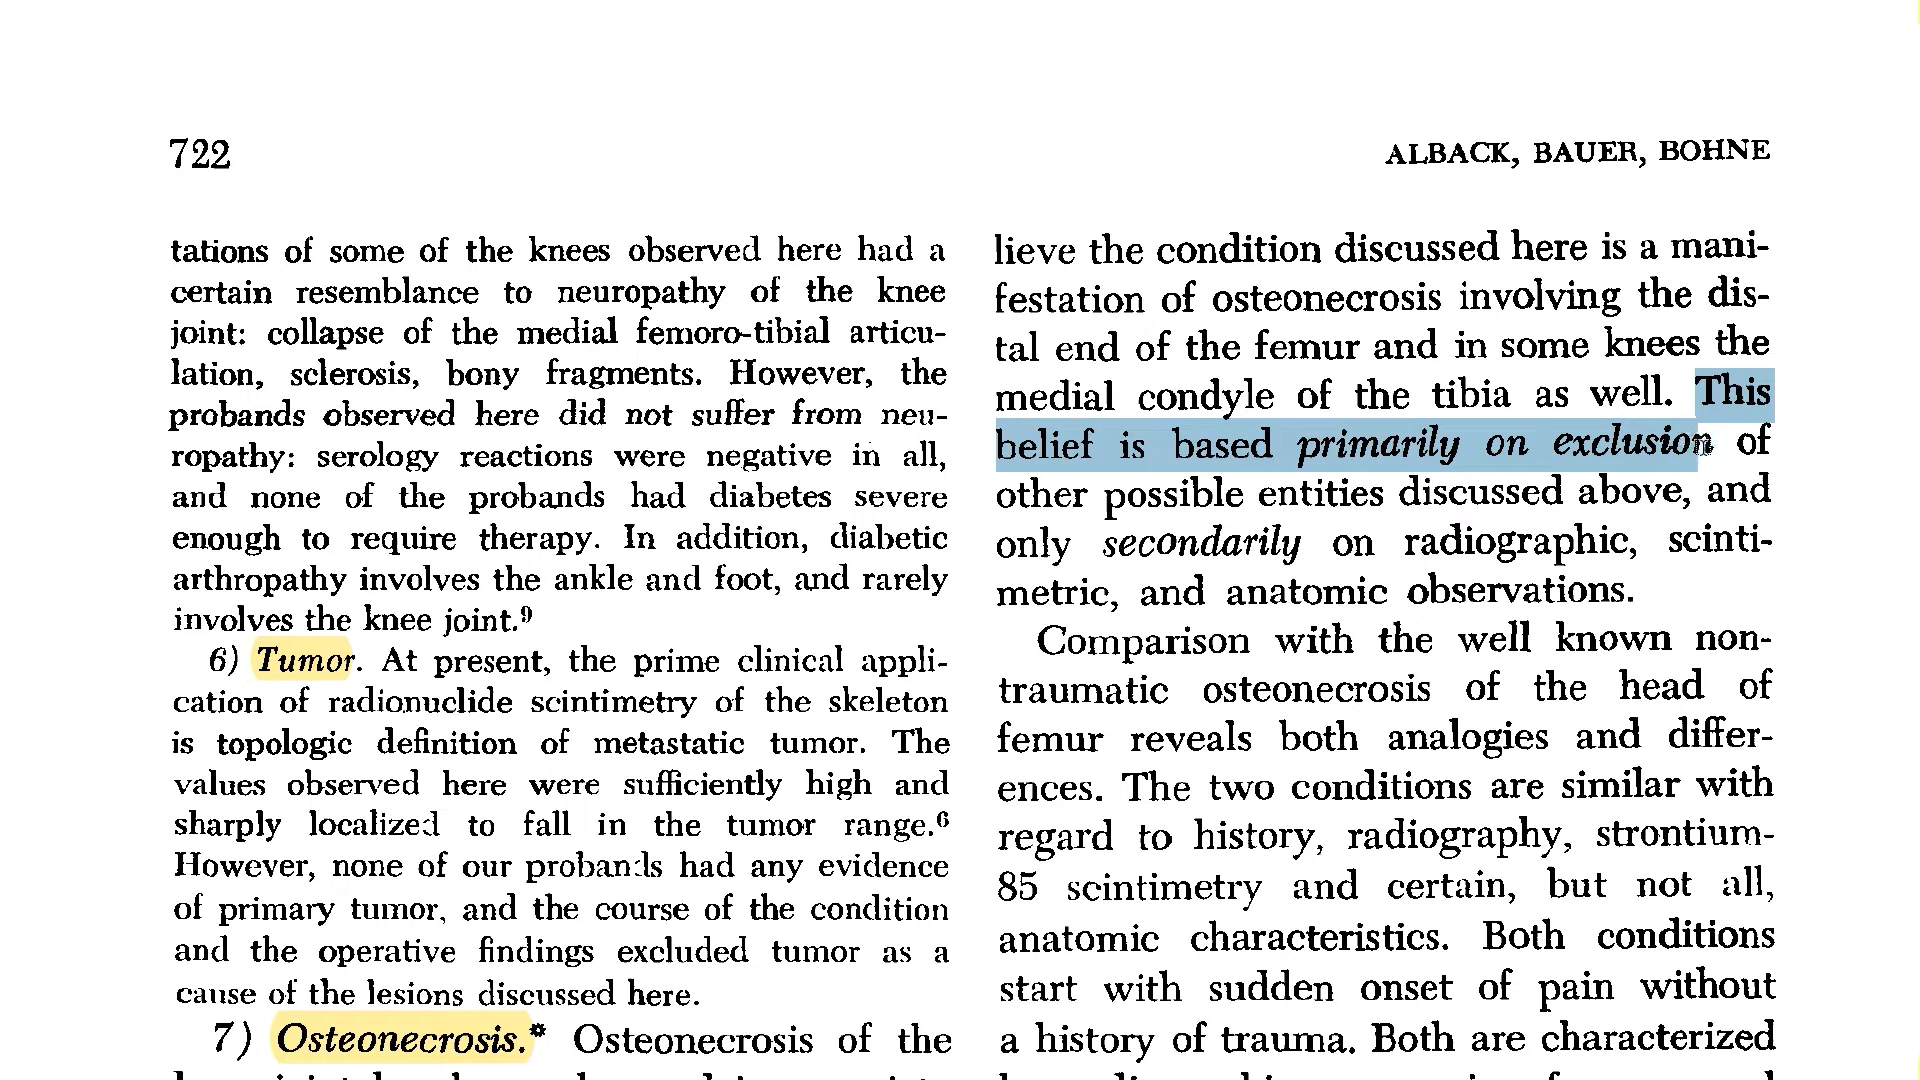 722
ALBACK, BAUER, BOHNE
tations of some of the knees observed here had a
certain resemblance to neuropathy of the knee
joint: collapse of the medial femoro-tibial articu-
lation, sclerosis, bony fragments. However, the
probands observed here did not suffer from neu-
ropathy: serology reactions were negative in all,
and none of the probands had diabetes severe
enough to require therapy. In addition, diabetic
arthropathy involves the ankle and foot, and rarely
involves the knee joint.⁹
6) Tumor. At present, the prime clinical appli-
cation of radionuclide scintimetry of the skeleton
is topologic definition of metastatic tumor. The
values observed here were sufficiently high and
sharply localized to fall in the tumor range.⁶
However, none of our probands had any evidence
of primary tumor, and the course of the condition
and the operative findings excluded tumor as a
cause of the lesions discussed here.
7) Osteonecrosis.* Osteonecrosis of the
lieve the condition discussed here is a mani-
festation of osteonecrosis involving the dis-
tal end of the femur and in some knees the
medial condyle of the tibia as well. This
belief is based primarily on exclusion of
other possible entities discussed above, and
only secondarily on radiographic, scinti-
metric, and anatomic observations.
Comparison with the well known non-
traumatic osteonecrosis of the head of
femur reveals both analogies and differ-
ences. The two conditions are similar with
regard to history, radiography, strontium-
85 scintimetry and certain, but not all,
anatomic characteristics. Both conditions
start with sudden onset of pain without
a history of trauma. Both are characterized